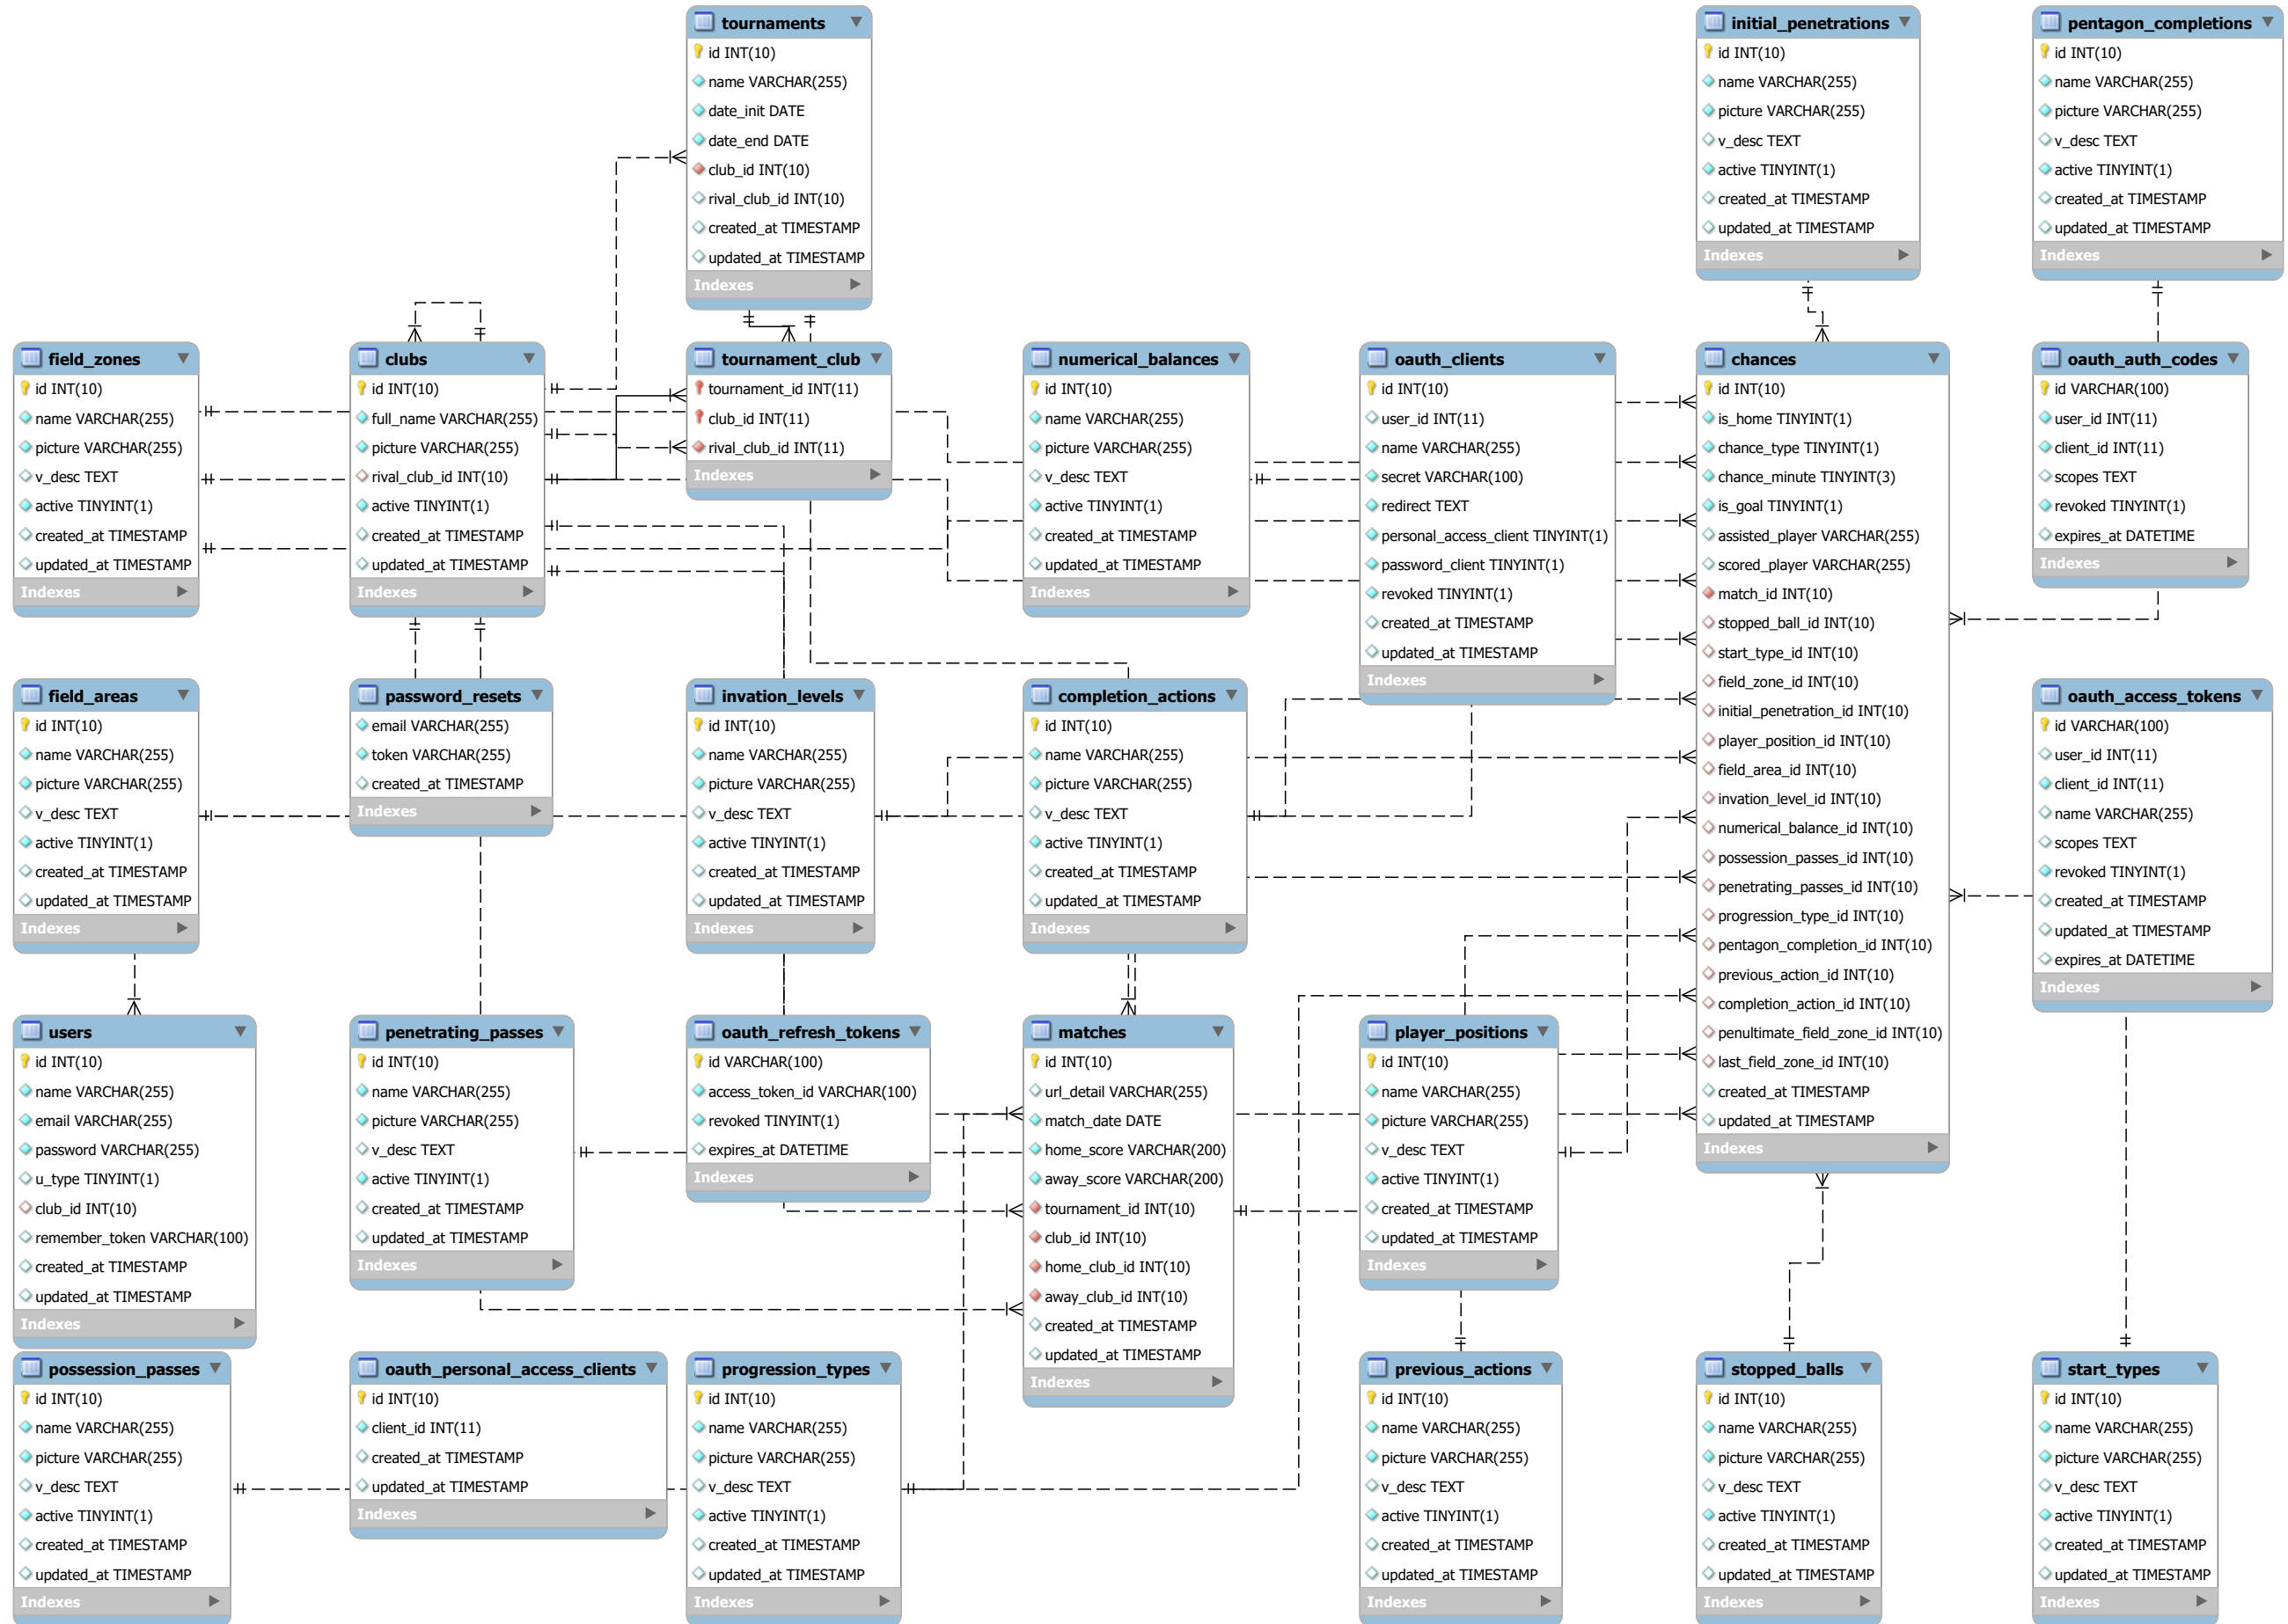 tournaments
id INT(10)
name VARCHAR(255)
date_init DATE
date_end DATE
club_id INT(10)
rival_club_id INT(10)
created_at TIMESTAMP
updated_at TIMESTAMP
Indexes
initial_penetrations
id INT(10)
name VARCHAR(255)
picture VARCHAR(255)
v_desc TEXT
active TINYINT(1)
created_at TIMESTAMP
updated_at TIMESTAMP
Indexes
pentagon_completions
id INT(10)
name VARCHAR(255)
picture VARCHAR(255)
v_desc TEXT
active TINYINT(1)
created_at TIMESTAMP
updated_at TIMESTAMP
Indexes
field_zones
id INT(10)
name VARCHAR(255)
picture VARCHAR(255)
v_desc TEXT
active TINYINT(1)
created_at TIMESTAMP
updated_at TIMESTAMP
Indexes
clubs
id INT(10)
full_name VARCHAR(255)
picture VARCHAR(255)
rival_club_id INT(10)
active TINYINT(1)
created_at TIMESTAMP
updated_at TIMESTAMP
Indexes
tournament_club
tournament_id INT(11)
club_id INT(11)
rival_club_id INT(11)
Indexes
numerical_balances
id INT(10)
name VARCHAR(255)
picture VARCHAR(255)
v_desc TEXT
active TINYINT(1)
created_at TIMESTAMP
updated_at TIMESTAMP
Indexes
oauth_clients
id INT(10)
user_id INT(11)
name VARCHAR(255)
secret VARCHAR(100)
redirect TEXT
personal_access_client TINYINT(1)
password_client TINYINT(1)
revoked TINYINT(1)
created_at TIMESTAMP
updated_at TIMESTAMP
Indexes
chances
id INT(10)
is_home TINYINT(1)
chance_type TINYINT(1)
chance_minute TINYINT(3)
is_goal TINYINT(1)
assisted_player VARCHAR(255)
scored_player VARCHAR(255)
match_id INT(10)
stopped_ball_id INT(10)
start_type_id INT(10)
field_zone_id INT(10)
initial_penetration_id INT(10)
player_position_id INT(10)
field_area_id INT(10)
invation_level_id INT(10)
numerical_balance_id INT(10)
possession_passes_id INT(10)
penetrating_passes_id INT(10)
progression_type_id INT(10)
pentagon_completion_id INT(10)
previous_action_id INT(10)
completion_action_id INT(10)
penultimate_field_zone_id INT(10)
last_field_zone_id INT(10)
created_at TIMESTAMP
updated_at TIMESTAMP
Indexes
oauth_auth_codes
id VARCHAR(100)
user_id INT(11)
client_id INT(11)
scopes TEXT
revoked TINYINT(1)
expires_at DATETIME
Indexes
field_areas
id INT(10)
name VARCHAR(255)
picture VARCHAR(255)
v_desc TEXT
active TINYINT(1)
created_at TIMESTAMP
updated_at TIMESTAMP
Indexes
password_resets
email VARCHAR(255)
token VARCHAR(255)
created_at TIMESTAMP
Indexes
invation_levels
id INT(10)
name VARCHAR(255)
picture VARCHAR(255)
v_desc TEXT
active TINYINT(1)
created_at TIMESTAMP
updated_at TIMESTAMP
Indexes
completion_actions
id INT(10)
name VARCHAR(255)
picture VARCHAR(255)
v_desc TEXT
active TINYINT(1)
created_at TIMESTAMP
updated_at TIMESTAMP
Indexes
oauth_access_tokens
id VARCHAR(100)
user_id INT(11)
client_id INT(11)
name VARCHAR(255)
scopes TEXT
revoked TINYINT(1)
created_at TIMESTAMP
updated_at TIMESTAMP
expires_at DATETIME
Indexes
users
id INT(10)
name VARCHAR(255)
email VARCHAR(255)
password VARCHAR(255)
u_type TINYINT(1)
club_id INT(10)
remember_token VARCHAR(100)
created_at TIMESTAMP
updated_at TIMESTAMP
Indexes
penetrating_passes
id INT(10)
name VARCHAR(255)
picture VARCHAR(255)
v_desc TEXT
active TINYINT(1)
created_at TIMESTAMP
updated_at TIMESTAMP
Indexes
oauth_refresh_tokens
id VARCHAR(100)
access_token_id VARCHAR(100)
revoked TINYINT(1)
expires_at DATETIME
Indexes
matches
id INT(10)
url_detail VARCHAR(255)
match_date DATE
home_score VARCHAR(200)
away_score VARCHAR(200)
tournament_id INT(10)
club_id INT(10)
home_club_id INT(10)
away_club_id INT(10)
created_at TIMESTAMP
updated_at TIMESTAMP
Indexes
player_positions
id INT(10)
name VARCHAR(255)
picture VARCHAR(255)
v_desc TEXT
active TINYINT(1)
created_at TIMESTAMP
updated_at TIMESTAMP
Indexes
possession_passes
id INT(10)
name VARCHAR(255)
picture VARCHAR(255)
v_desc TEXT
active TINYINT(1)
created_at TIMESTAMP
updated_at TIMESTAMP
Indexes
oauth_personal_access_clients
id INT(10)
client_id INT(11)
created_at TIMESTAMP
updated_at TIMESTAMP
Indexes
progression_types
id INT(10)
name VARCHAR(255)
picture VARCHAR(255)
v_desc TEXT
active TINYINT(1)
created_at TIMESTAMP
updated_at TIMESTAMP
Indexes
previous_actions
id INT(10)
name VARCHAR(255)
picture VARCHAR(255)
v_desc TEXT
active TINYINT(1)
created_at TIMESTAMP
updated_at TIMESTAMP
Indexes
stopped_balls
id INT(10)
name VARCHAR(255)
picture VARCHAR(255)
v_desc TEXT
active TINYINT(1)
created_at TIMESTAMP
updated_at TIMESTAMP
Indexes
start_types
id INT(10)
name VARCHAR(255)
picture VARCHAR(255)
v_desc TEXT
active TINYINT(1)
created_at TIMESTAMP
updated_at TIMESTAMP
Indexes